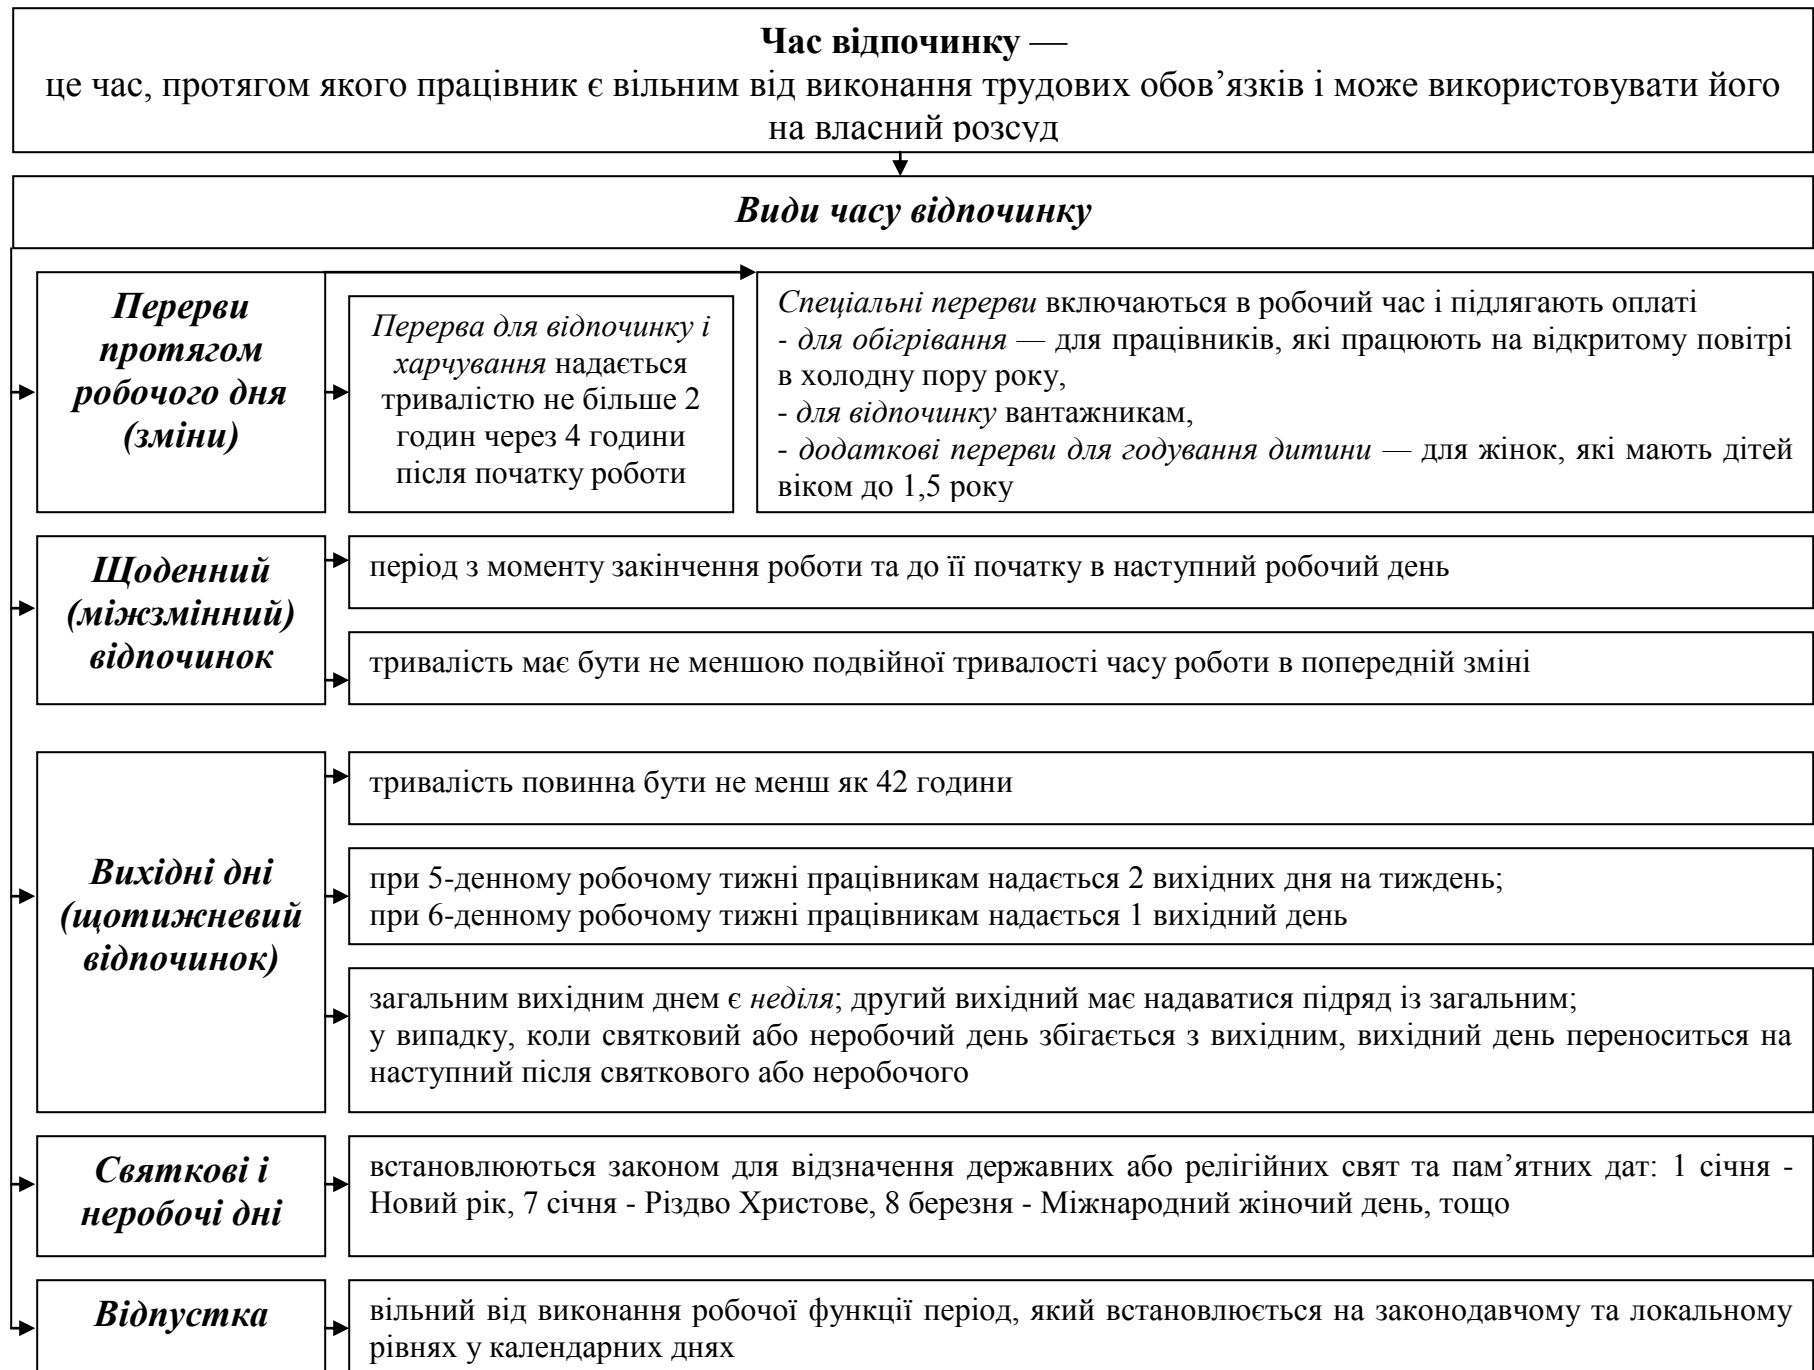 Час відпочинку —
це час, протягом якого працівник є вільним від виконання трудових обов’язків і може використовувати його
на власний розсуд
Види часу відпочинку
Перерви
протягом
робочого дня
(зміни)
Перерва для відпочинку і
харчування надається
тривалістю не більше 2
годин через 4 години
після початку роботи
Спеціальні перерви включаються в робочий час і підлягають оплаті
- для обігрівання — для працівників, які працюють на відкритому повітрі
в холодну пору року,
- для відпочинку вантажникам,
- додаткові перерви для годування дитини — для жінок, які мають дітей
віком до 1,5 року
Щоденний
(міжзмінний)
відпочинок
період з моменту закінчення роботи та до її початку в наступний робочий день
тривалість має бути не меншою подвійної тривалості часу роботи в попередній зміні
Вихідні дні
(щотижневий
відпочинок)
тривалість повинна бути не менш як 42 години
при 5-денному робочому тижні працівникам надається 2 вихідних дня на тиждень;
при 6-денному робочому тижні працівникам надається 1 вихідний день
загальним вихідним днем є неділя; другий вихідний має надаватися підряд із загальним;
у випадку, коли святковий або неробочий день збігається з вихідним, вихідний день переноситься на
наступний після святкового або неробочого
Святкові і
неробочі дні
встановлюються законом для відзначення державних або релігійних свят та пам’ятних дат: 1 січня -
Новий рік, 7 січня - Різдво Христове, 8 березня - Міжнародний жіночий день, тощо
Відпустка
вільний від виконання робочої функції період, який встановлюється на законодавчому та локальному
рівнях у календарних днях